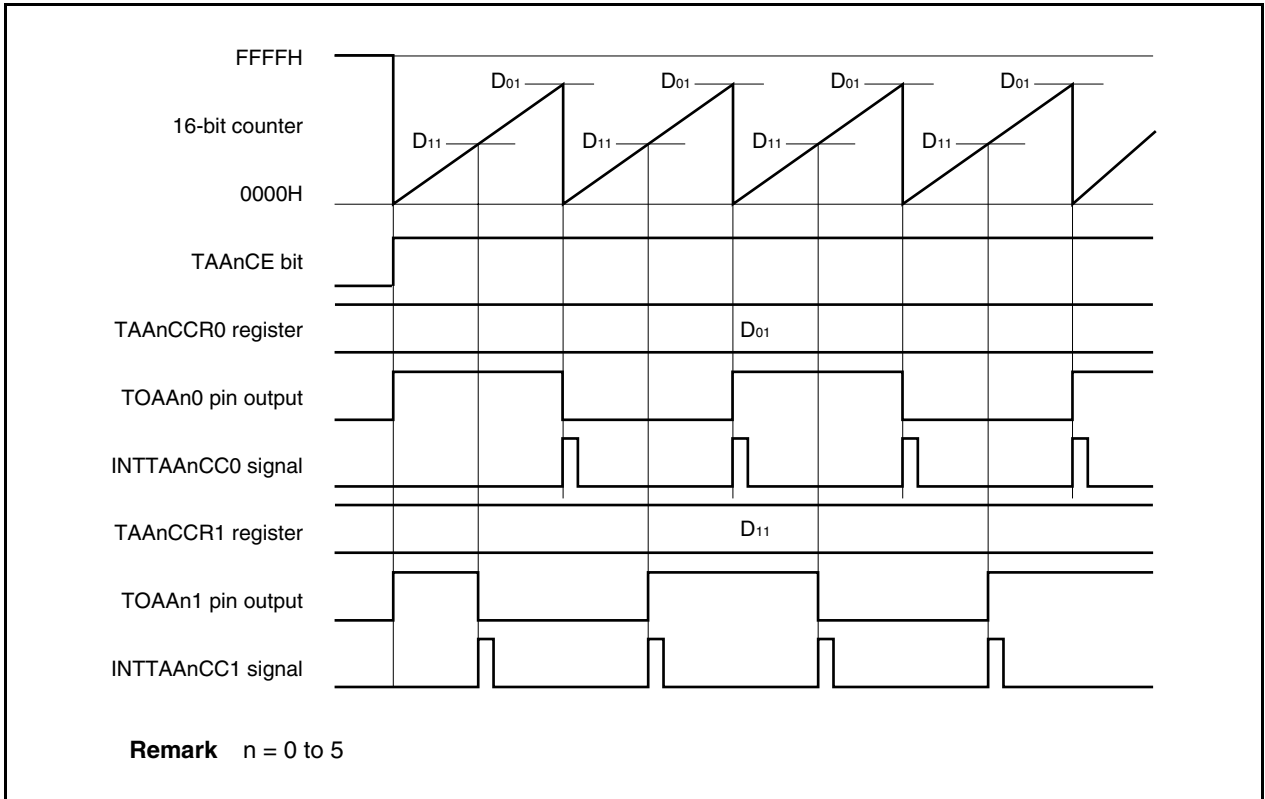 FFFFH
D01 D01 D01 D01
16-bit counter
D11 D11 D11 D11
0000H
TAAnCE bit
TAAnCCR0 register D01
TOAAn0 pin output
INTTAAnCC0 signal
TAAnCCR1 register D11
TOAAn1 pin output
INTTAAnCC1 signal
Remark n = 0 to 5